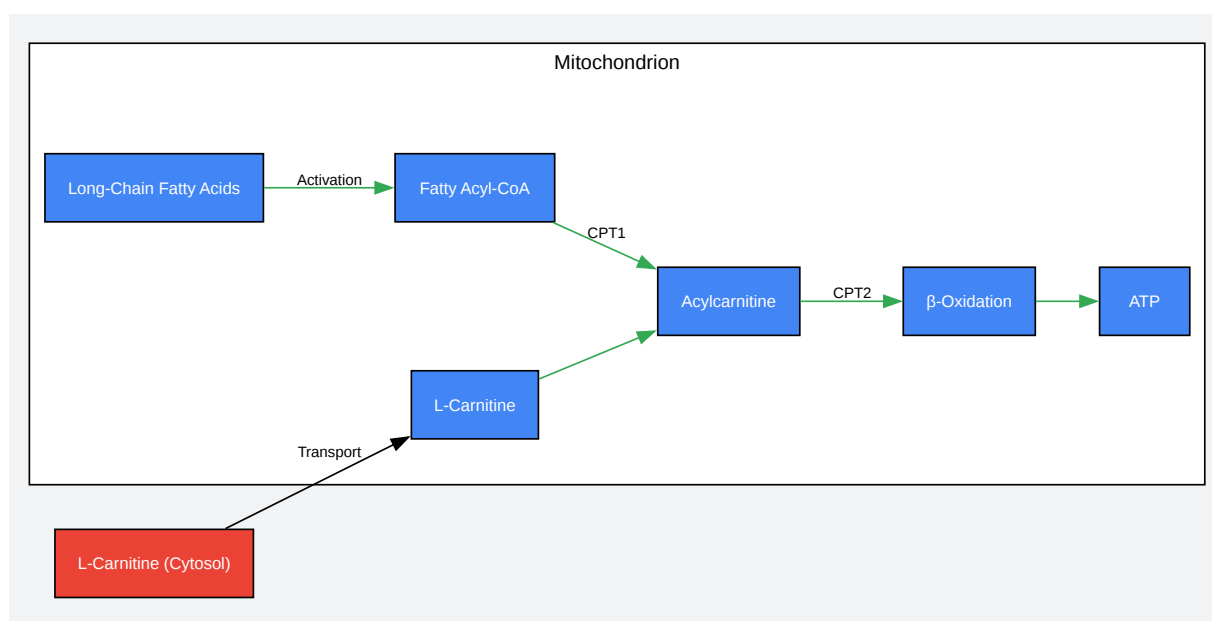 Mitochondrion
Long-Chain Fatty Acids
Activation
Fatty Acyl-CoA
CPT1
Acylcarnitine
CPT2
β-Oxidation
ATP
L-Carnitine
Transport
L-Carnitine (Cytosol)